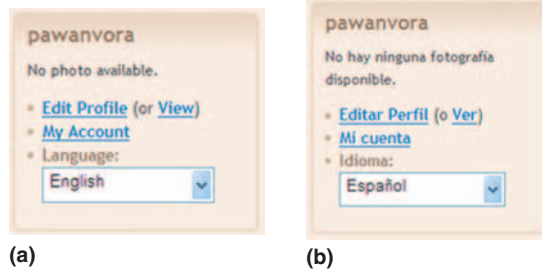 pawanvora
No photo available.
Edit Profile (or View)
My Account
Language:
English
(a)
pawanvora
No hay ninguna fotografía
disponible.
Editar Perfil (o Ver)
Mi cuenta
Idioma:
Español
(b)